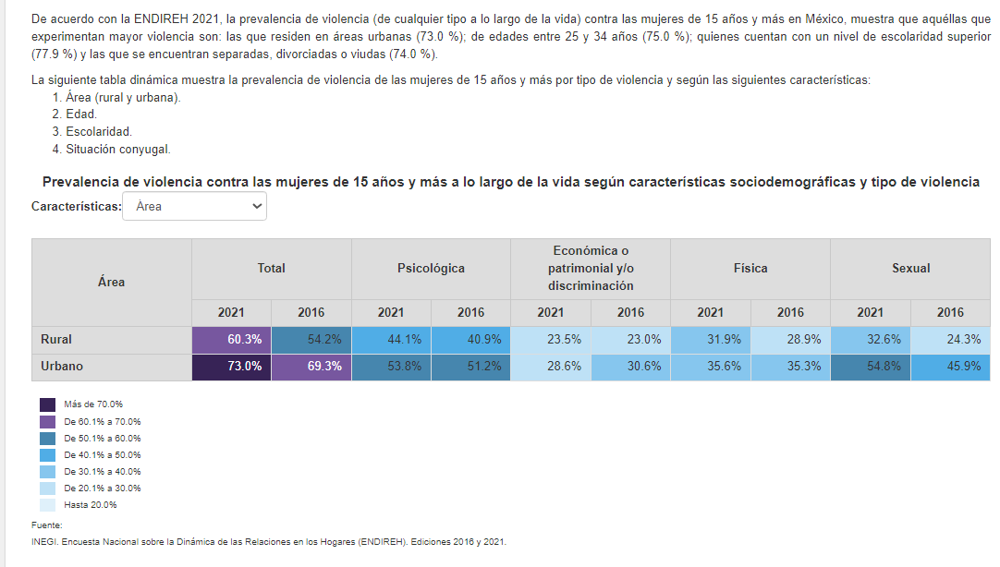 De acuerdo con la ENDIREH 2021, la prevalencia de violencia (de cualquier tipo a lo largo de la vida) contra las mujeres de 15 años y más en México, muestra que aquéllas que
experimentan mayor violencia son: las que residen en áreas urbanas (73.0 %); de edades entre 25 y 34 años (75.0 %); quienes cuentan con un nivel de escolaridad superior
(77.9 %) y las que se encuentran separadas, divorciadas o viudas (74.0 %).
La siguiente tabla dinámica muestra la prevalencia de violencia de las mujeres de 15 años y más por tipo de violencia y según las siguientes características:
1. Área (rural y urbana).
2. Edad.
3. Escolaridad.
4. Situación conyugal.
Prevalencia de violencia contra las mujeres de 15 años y más a lo largo de la vida según características sociodemográficas y tipo de violencia
Características: Área
Área Total Psicológica Económica o patrimonial y/o discriminación Física Sexual
2021 2016 2021 2016 2021 2016 2021 2016 2021 2016
Rural 60.3% 54.2% 44.1% 40.9% 23.5% 23.0% 31.9% 28.9% 32.6% 24.3%
Urbano 73.0% 69.3% 53.8% 51.2% 28.6% 30.6% 35.6% 35.3% 54.8% 45.9%
Más de 70.0%
De 60.1% a 70.0%
De 50.1% a 60.0%
De 40.1% a 50.0%
De 30.1% a 40.0%
De 20.1% a 30.0%
Hasta 20.0%
Fuente:
INEGI. Encuesta Nacional sobre la Dinámica de las Relaciones en los Hogares (ENDIREH). Ediciones 2016 y 2021.